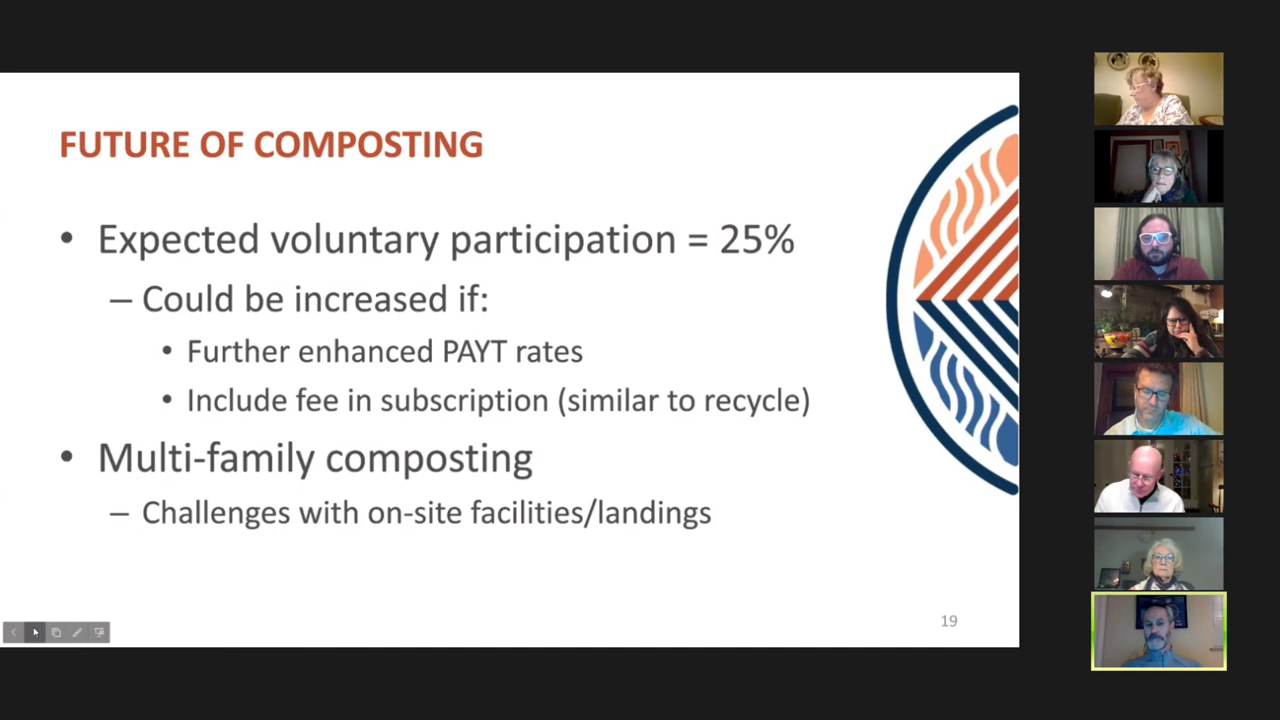 FUTURE OF COMPOSTING
• Expected voluntary participation = 25%
– Could be increased if:
• Further enhanced PAYT rates
• Include fee in subscription (similar to recycle)
• Multi-family composting
– Challenges with on-site facilities/landings
19